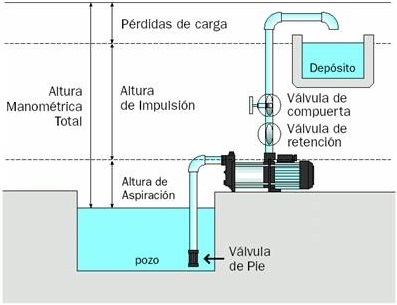 Pérdidas de carga
Altura
Manométrica
Total
Altura
de Impulsión
Altura de
Aspiración
Depósito
Válvula de
compuerta
Válvula de
retención
Válvula
de Pie
pozo